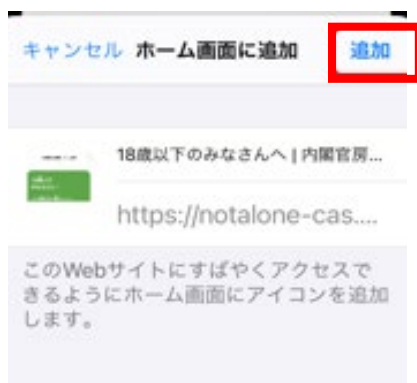 キャンセル ホーム画面に追加 追加
18歳以下のみなさんへ | 内閣官房...
https://notalone-cas....
このWebサイトにすばやくアクセスで
きるようにホーム画面にアイコンを追加
します。